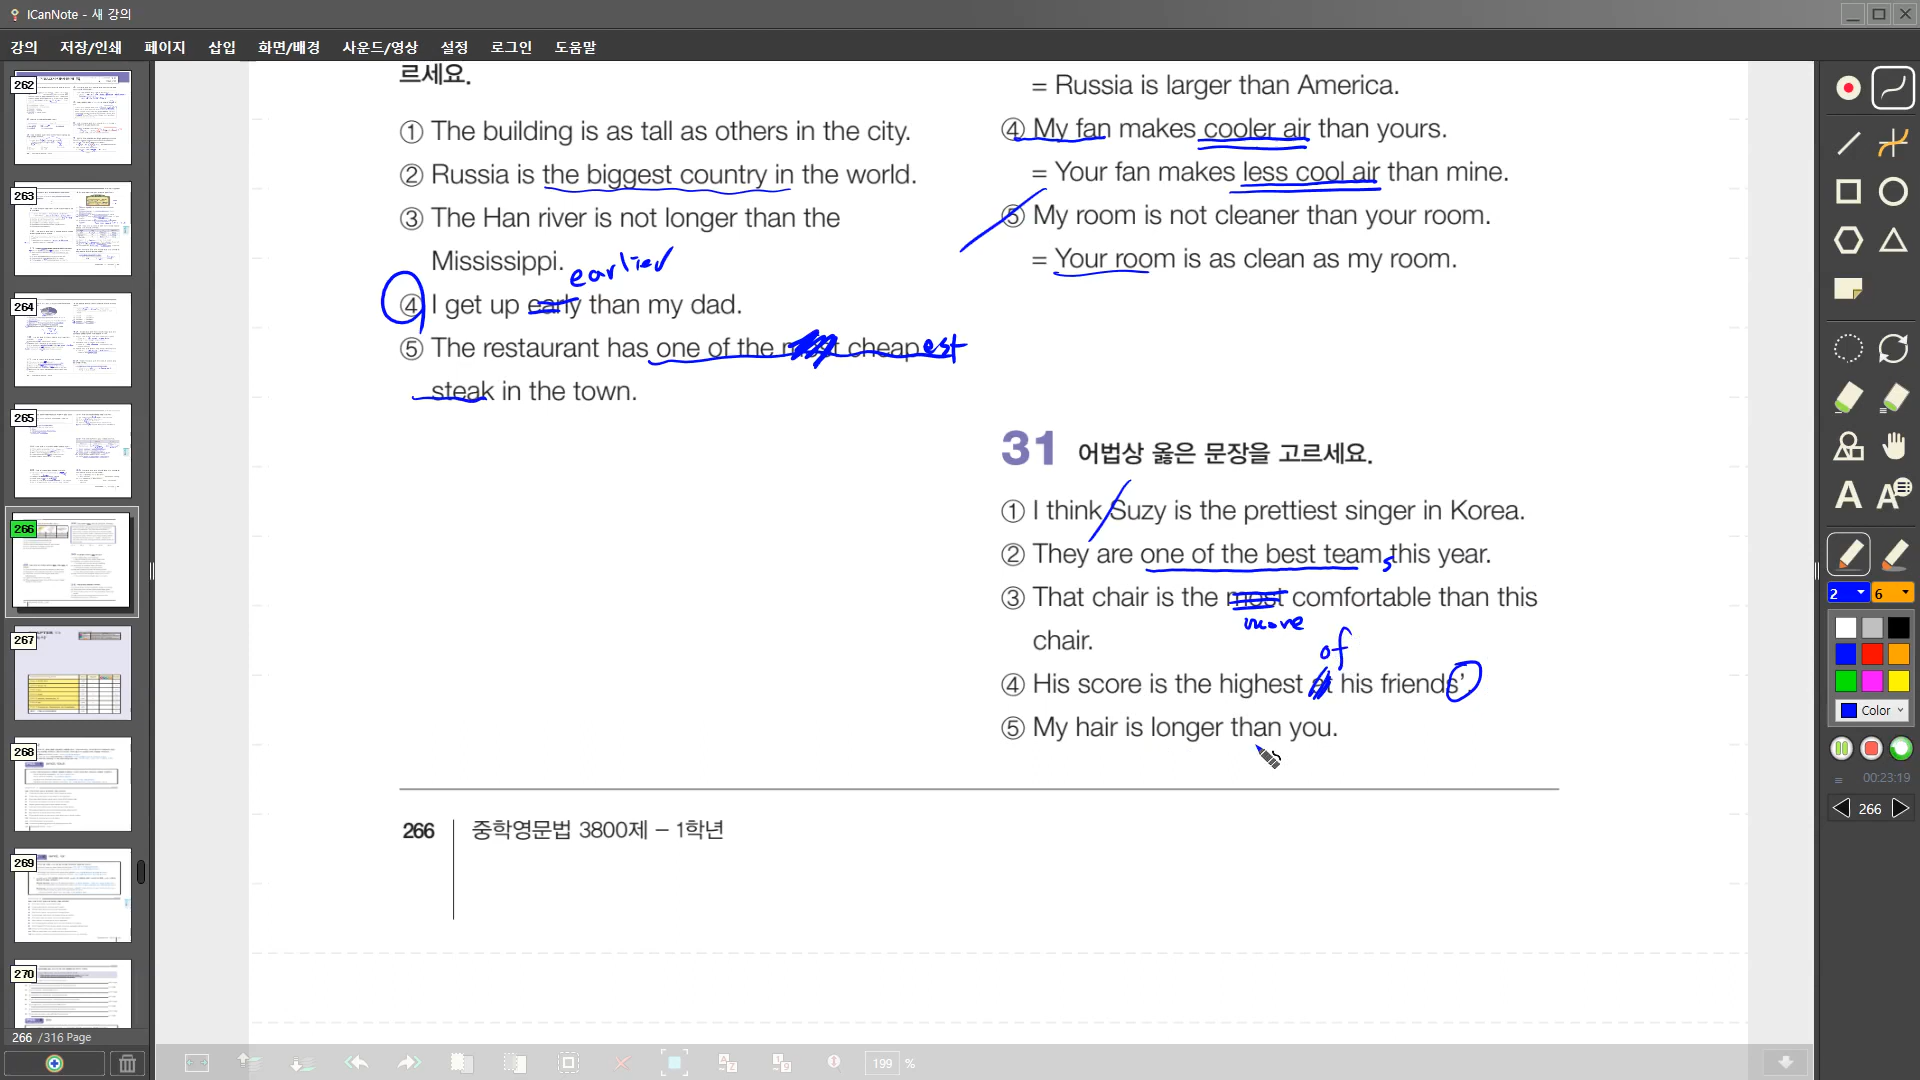 ICanNote - 새 강의
강의 저장/인쇄 페이지 삽입 화면/배경 사운드/영상 설정 로그인 도움말
262
263
264
265
266
267
268
269
270
266 /316 Page
르세요.
① The building is as tall as others in the city.
② Russia is the biggest country in the world.
③ The Han river is not longer than the
Mississippi.
earlier
④ I get up early than my dad.
⑤ The restaurant has one of the most cheapest
steak in the town.
= Russia is larger than America.
④ My fan makes cooler air than yours.
= Your fan makes less cool air than mine.
⑤ My room is not cleaner than your room.
= Your room is as clean as my room.
31 어법상 옳은 문장을 고르세요.
① I think Suzy is the prettiest singer in Korea.
② They are one of the best team s this year.
③ That chair is the most comfortable than this
more
chair.
of
④ His score is the highest at his friends’.
⑤ My hair is longer than you.
266 중학영문법 3800제 – 1학년
2 6
Color
00:23:19
266
199 %